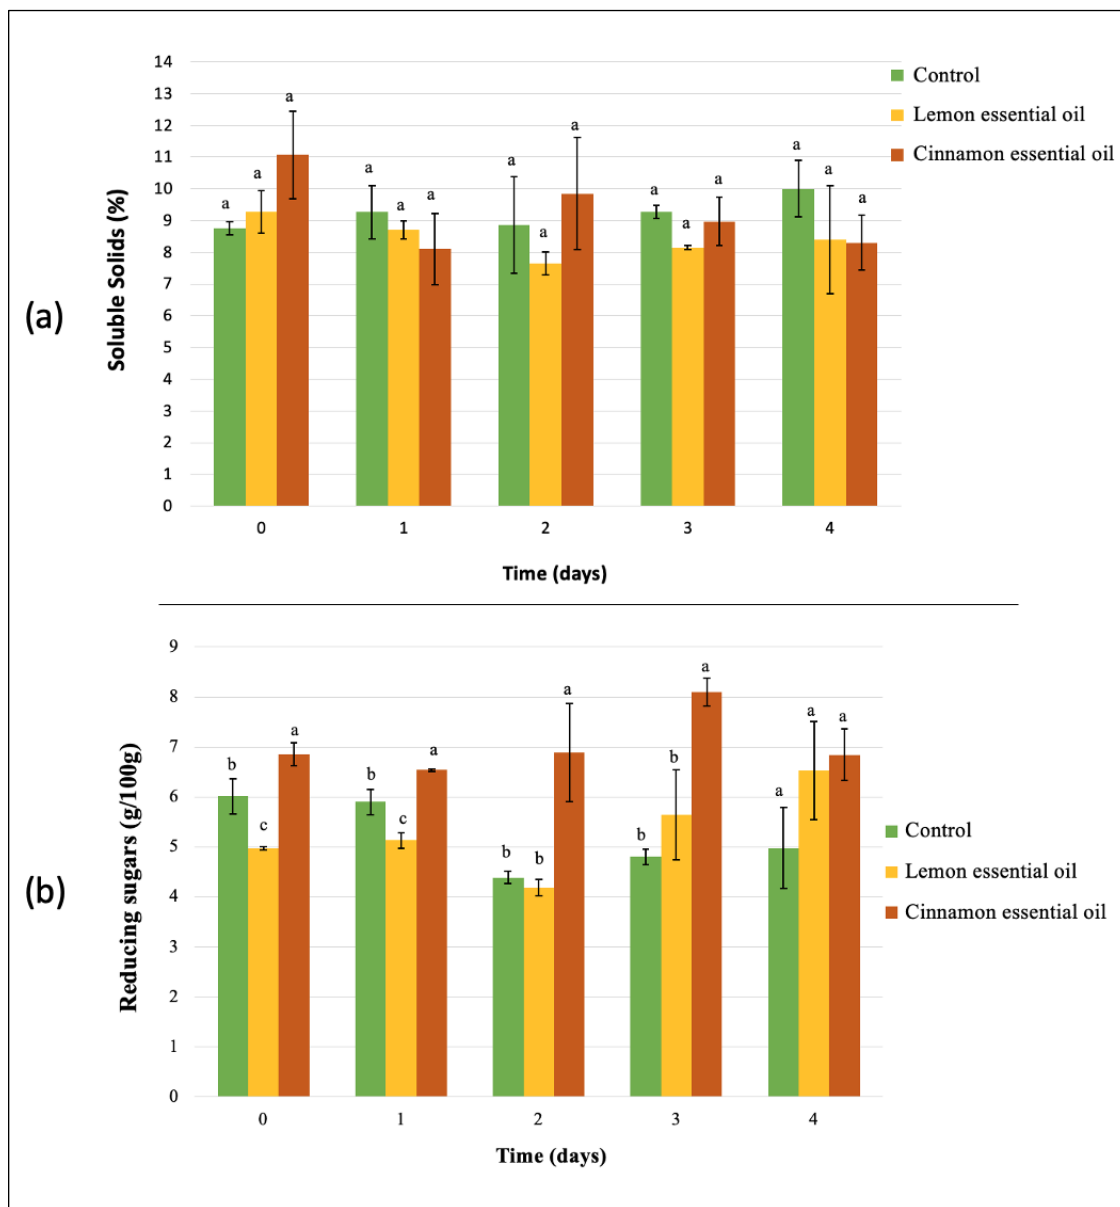 (a)
Soluble Solids (%)
14
13
12
11
10
9
8
7
6
5
4
3
2
1
0
a a a
a a a
a a a
a a a
a a a
0 1 2 3 4
Time (days)
Control
Lemon essential oil
Cinnamon essential oil
(b)
Reducing sugars (g/100g)
9
8
7
6
5
4
3
2
1
0
b c a
b c a
b b a
b b a
a a a
0 1 2 3 4
Time (days)
Control
Lemon essential oil
Cinnamon essential oil